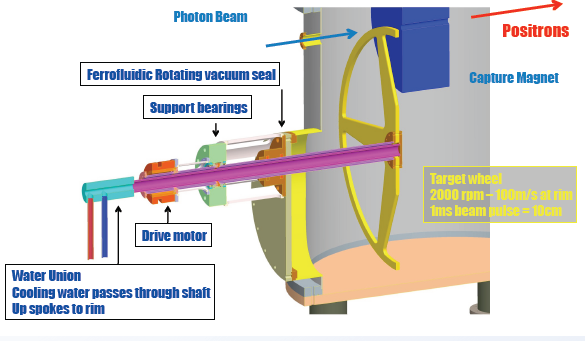 Photon Beam
Positrons
Ferrofluidic Rotating vacuum seal
Capture Magnet
Support bearings
Target wheel
2000 rpm – 100m/s at rim
1ms beam pulse = 10cm
Drive motor
Water Union
Cooling water passes through shaft
Up spokes to rim